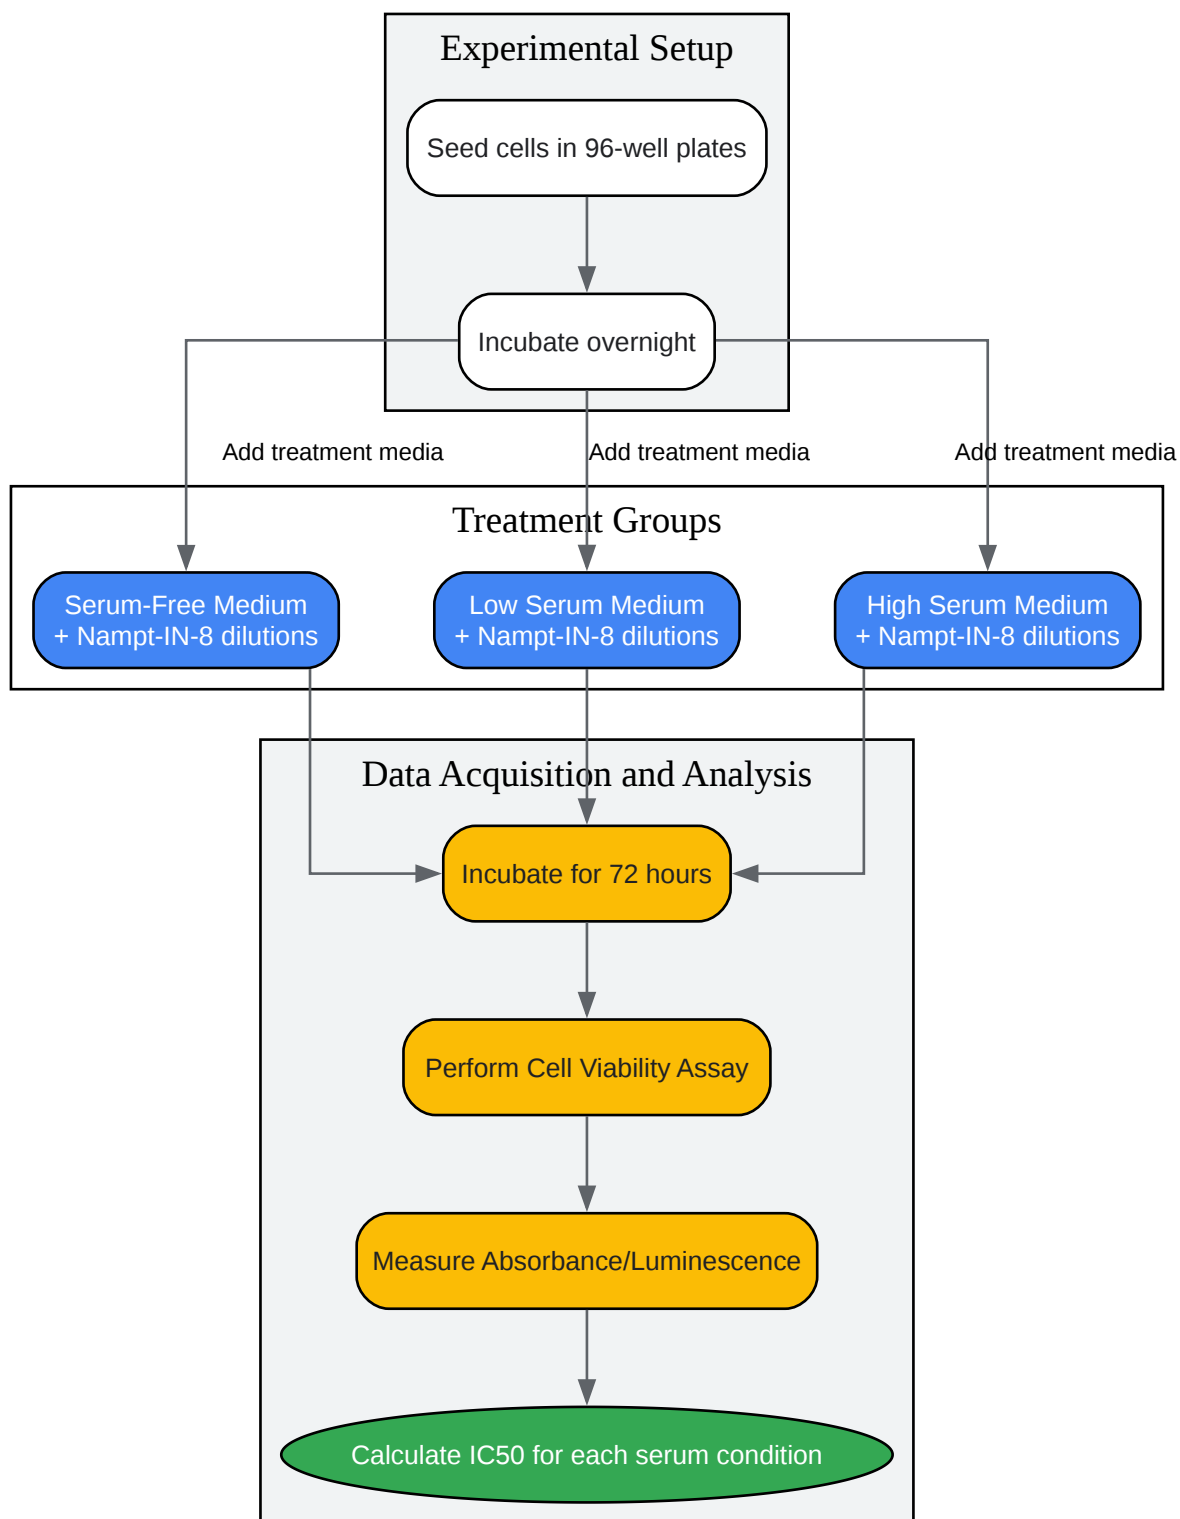 Experimental Setup
Seed cells in 96-well plates
Incubate overnight
Add treatment media
Add treatment media
Add treatment media
Treatment Groups
Serum-Free Medium
+ Nampt-IN-8 dilutions
Low Serum Medium
+ Nampt-IN-8 dilutions
High Serum Medium
+ Nampt-IN-8 dilutions
Data Acquisition and Analysis
Incubate for 72 hours
Perform Cell Viability Assay
Measure Absorbance/Luminescence
Calculate IC50 for each serum condition